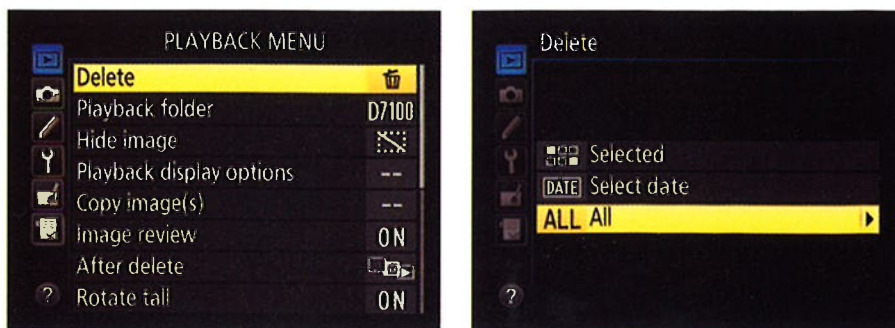 PLAYBACK MENU
Delete
Playback folder D7100
Hide image
Playback display options --
Copy image(s) --
Image review ON
After delete
Rotate tall ON
?
Delete
Selected
DATE Select date
ALL All
?